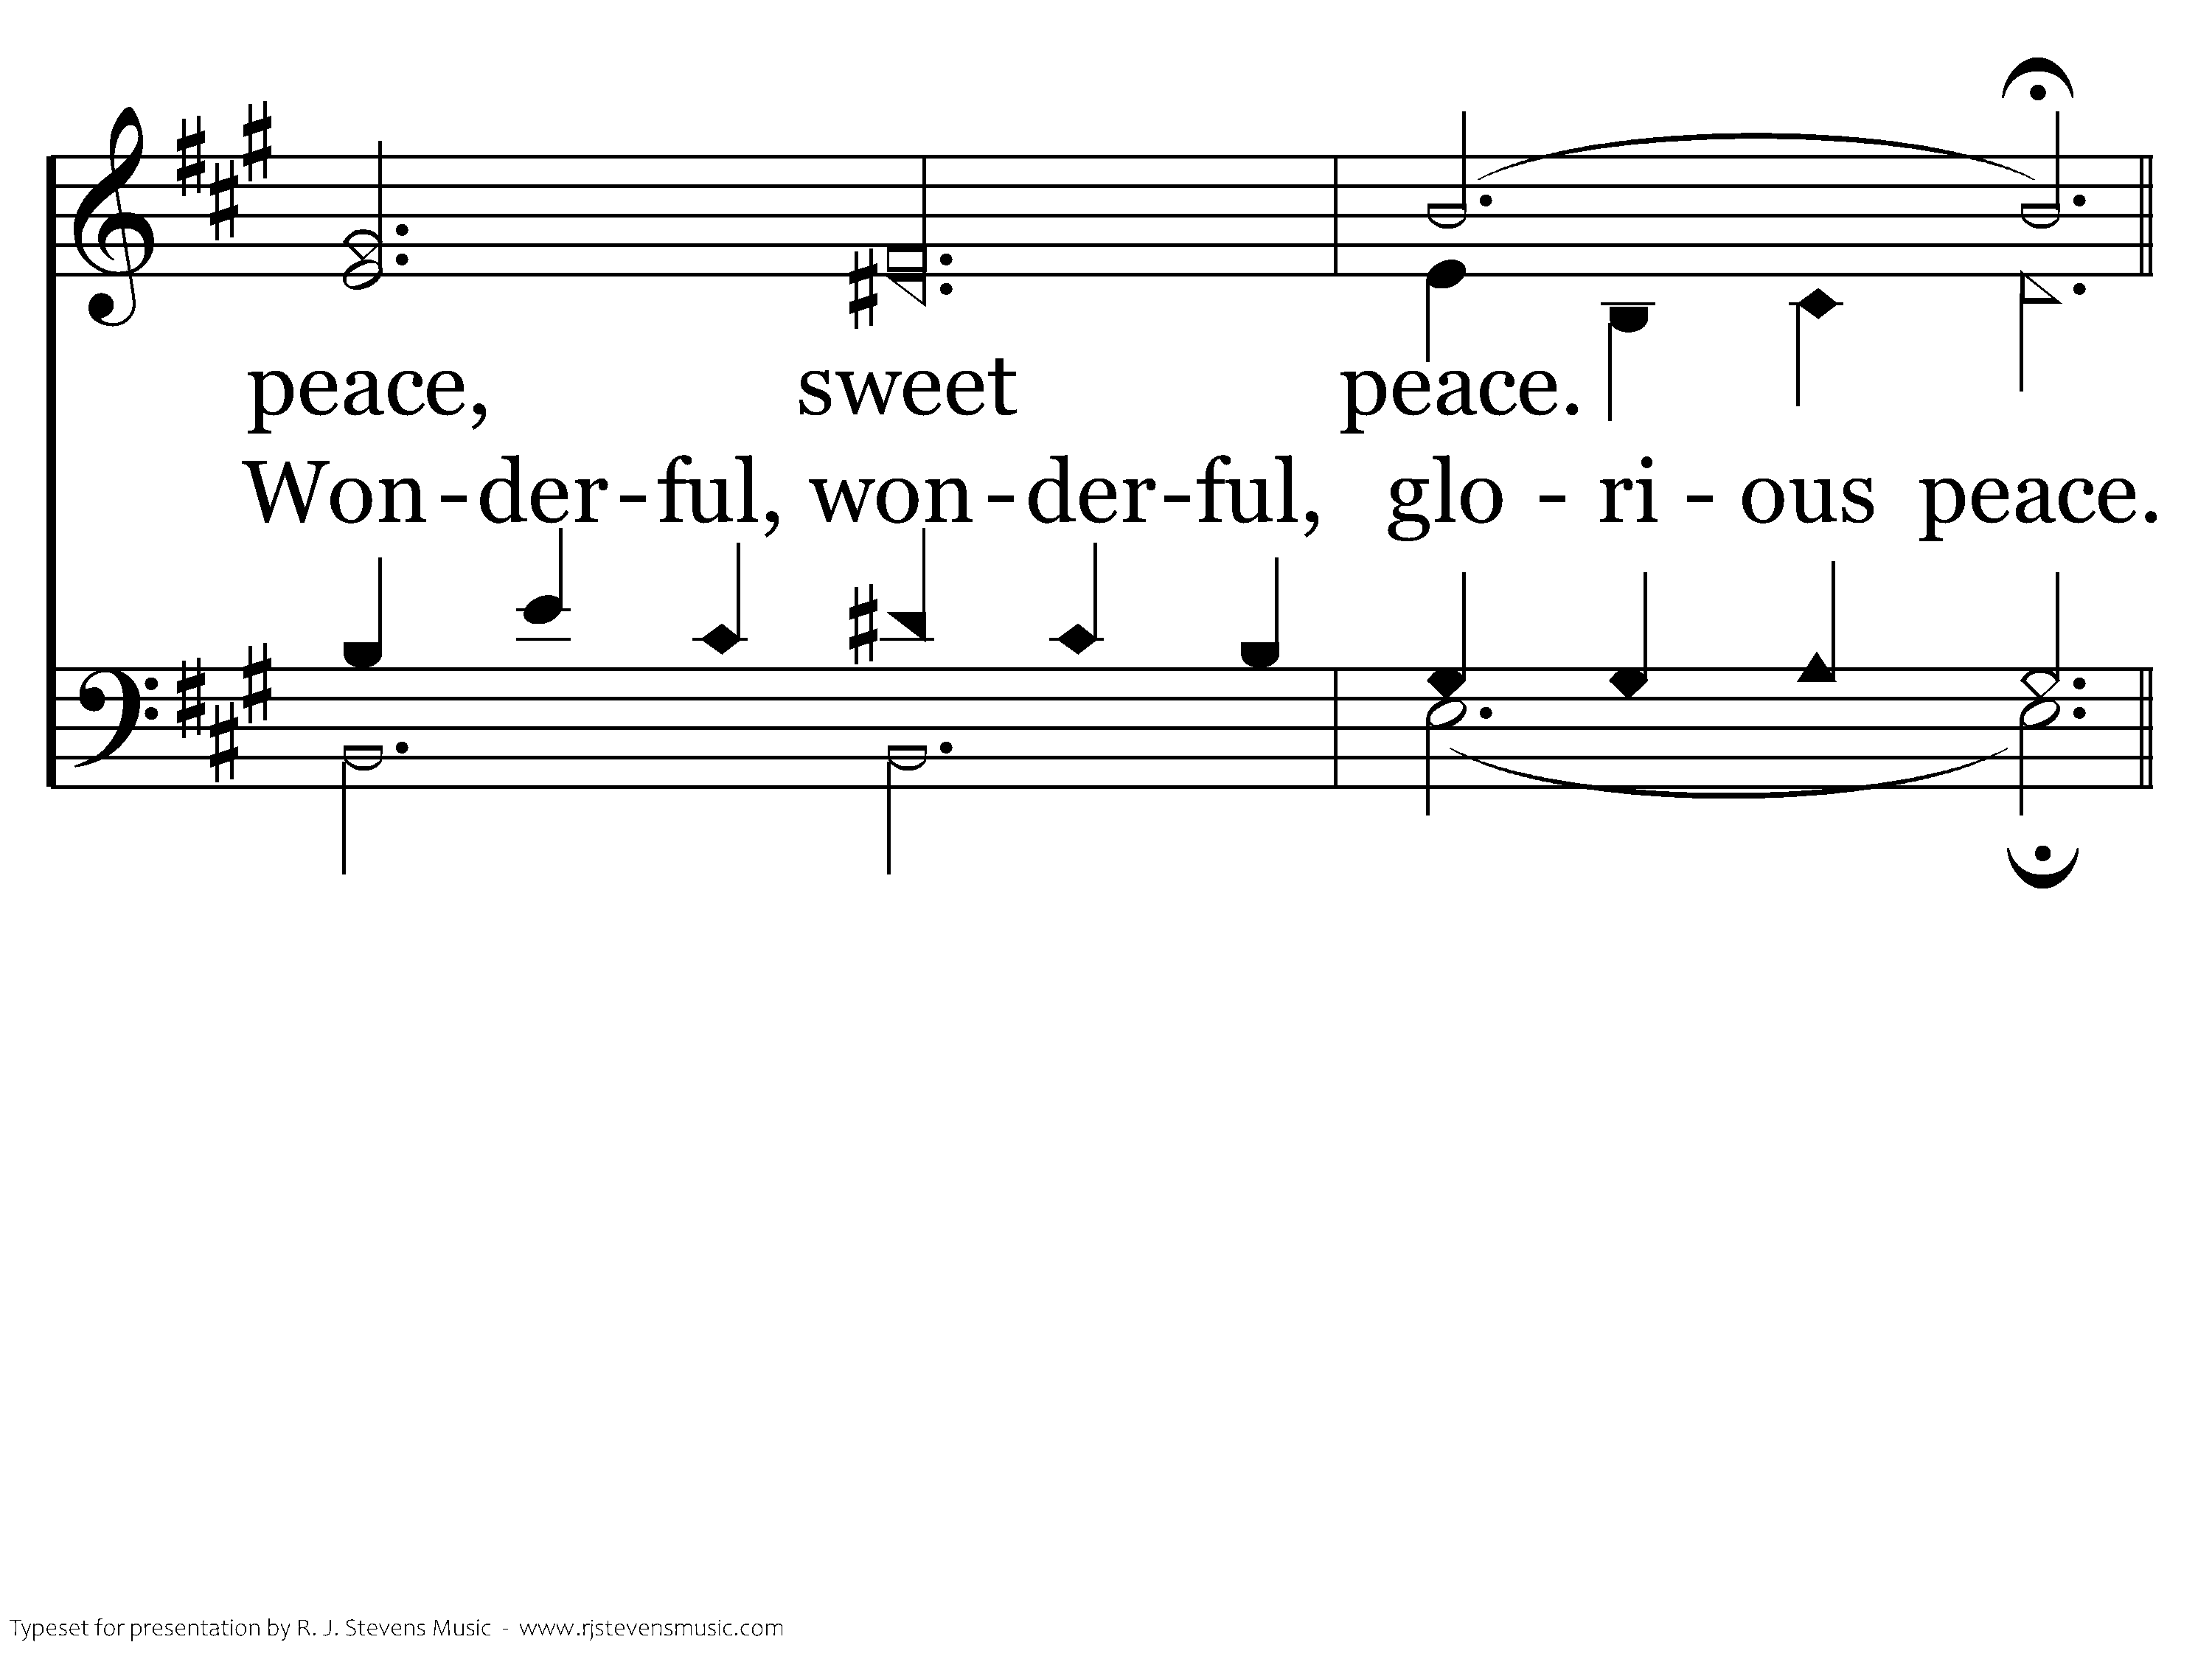 peace, sweet peace.
Won-der-ful, won-der-ful, glo - ri - ous peace.
Typeset for presentation by R. J. Stevens Music - www.rjstevensmusic.com